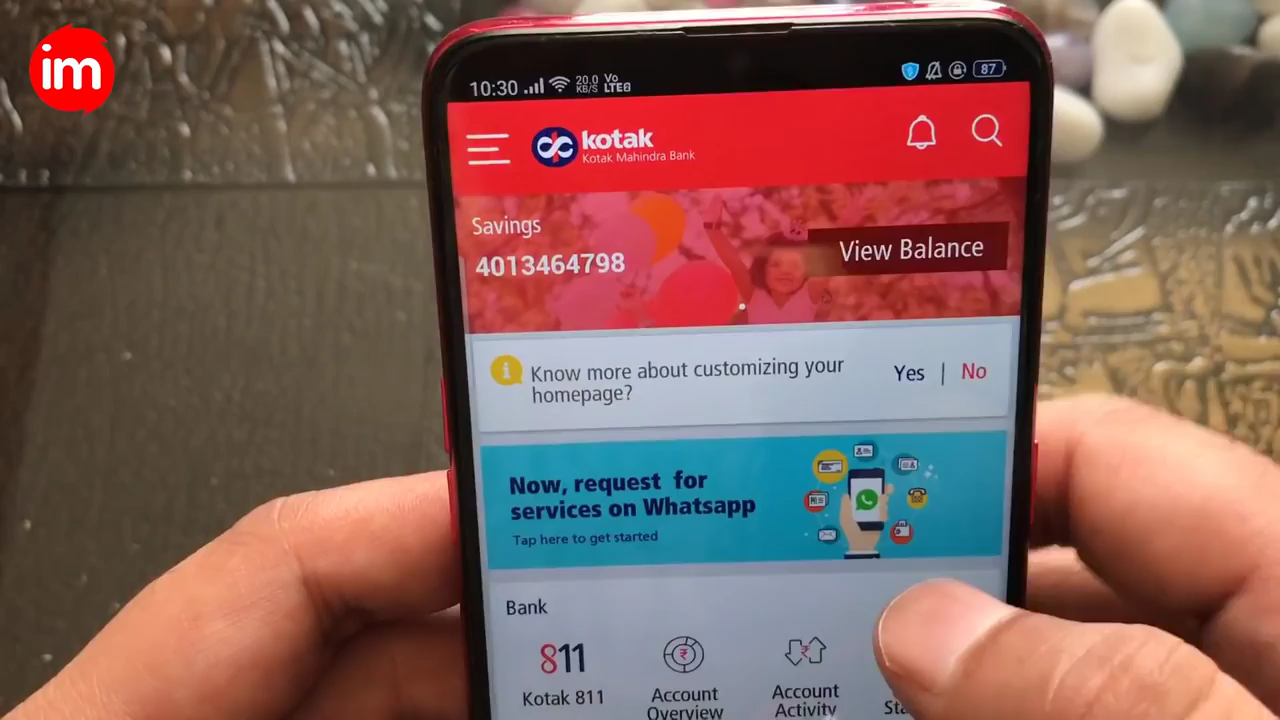 im
10:30 20.0 KB/S Vo LTE2 87
kotak
Kotak Mahindra Bank
Savings
4013464798
View Balance
Know more about customizing your
homepage?
Yes | No
Now, request for
services on Whatsapp
Tap here to get started
Bank
811
Kotak 811
Account
Overview
Account
Activity